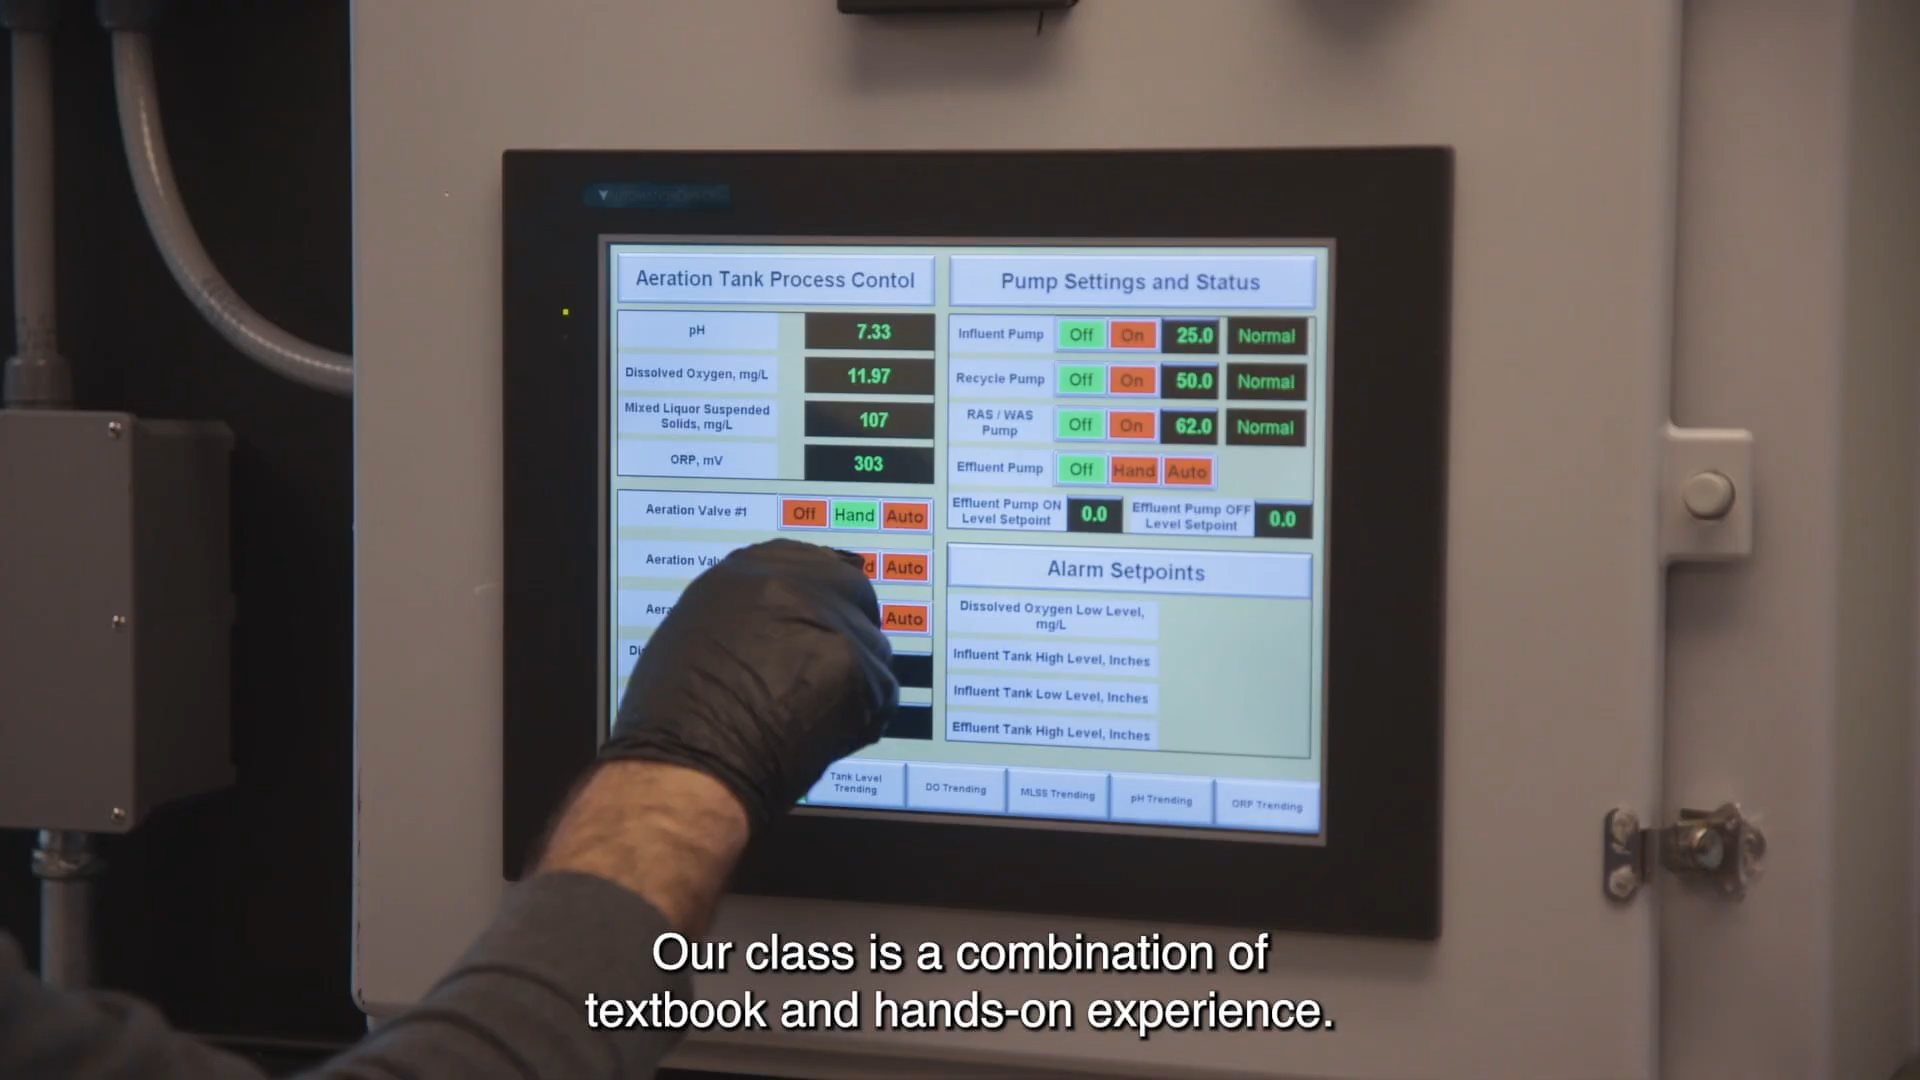 Aeration Tank Process Contol
pH
7.33
Dissolved Oxygen, mg/L
11.97
Mixed Liquor Suspended
Solids, mg/L
107
ORP, mV
303
Aeration Valve #1
Off Hand Auto
Aeration
Auto
Auto
Pump Settings and Status
Influent Pump
Off On 25.0 Normal
Recycle Pump
Off On 50.0 Normal
RAS / WAS
Pump
Off On 62.0 Normal
Effluent Pump
Off Hand Auto
Effluent Pump ON
Level Setpoint
0.0
Effluent Pump OFF
Level Setpoint
0.0
Alarm Setpoints
Dissolved Oxygen Low Level,
mg/L
Influent Tank High Level, Inches
Influent Tank Low Level, Inches
Effluent Tank High Level, Inches
Tank Level
Trending
DO Trending
MLSS Trending
pH Trending
ORP Trending
Our class is a combination of
textbook and hands-on experience.